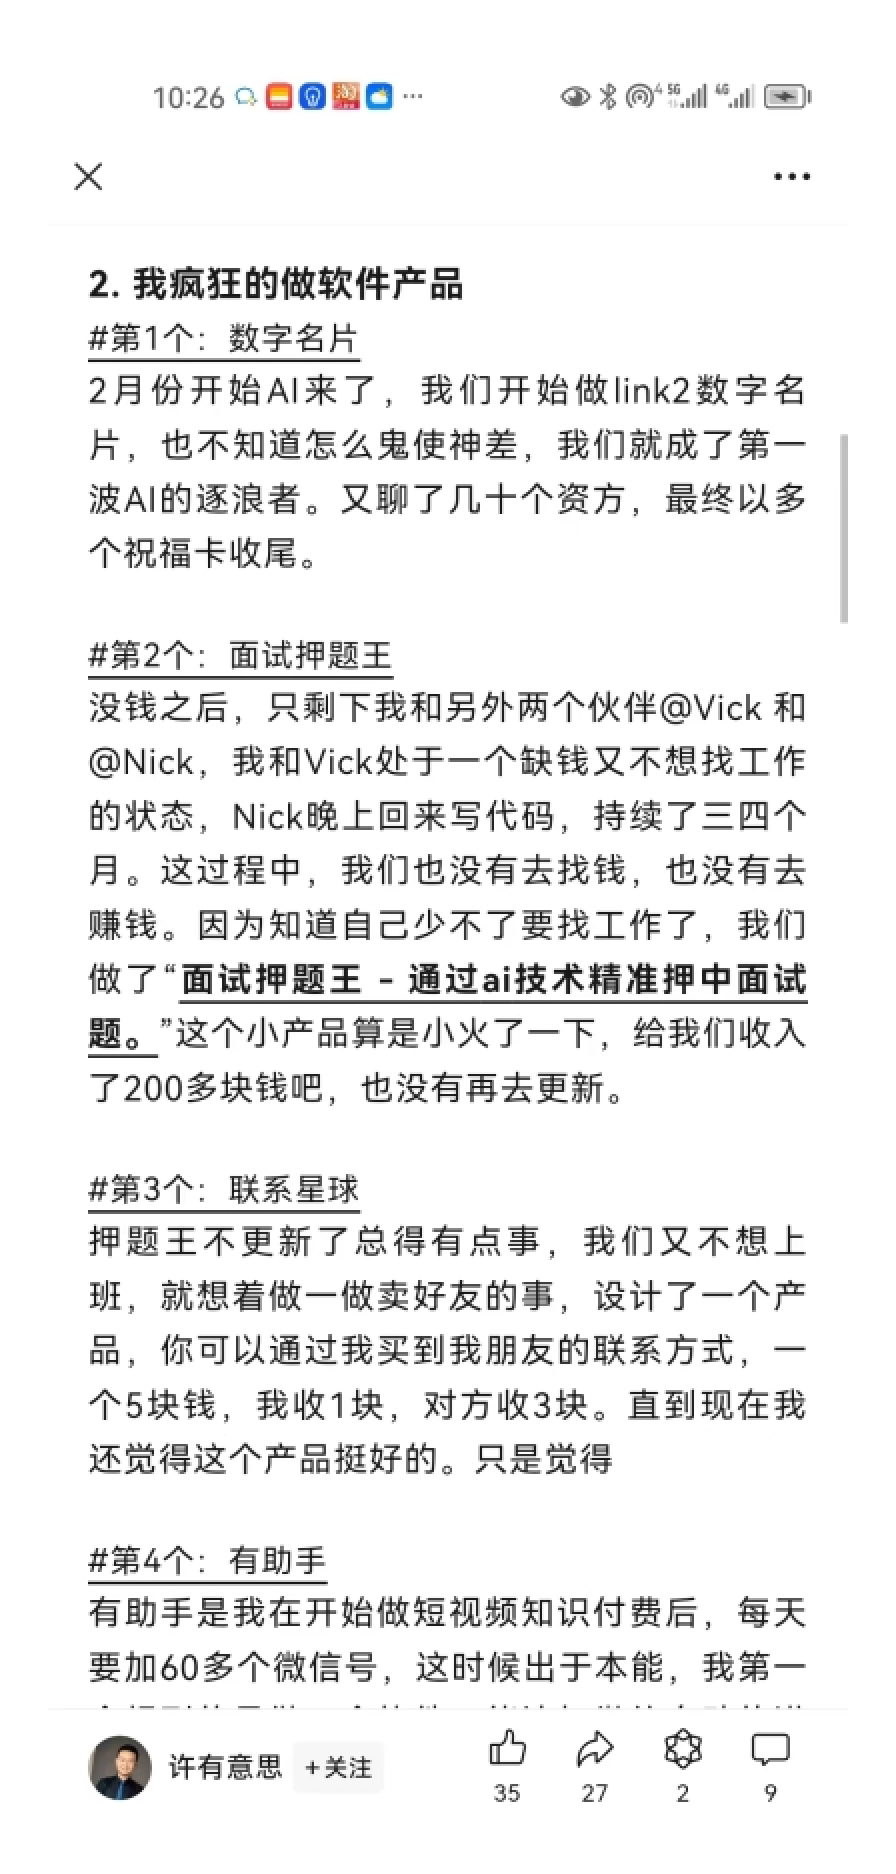 10:26
2. 我疯狂的做软件产品
#第1个：数字名片
2月份开始AI来了，我们开始做link2数字名
片，也不知道怎么鬼使神差，我们就成了第一
波AI的逐浪者。又聊了几十个资方，最终以多
个祝福卡收尾。
#第2个：面试押题王
没钱之后，只剩下我和另外两个伙伴@Vick 和
@Nick，我和Vick处于一个缺钱又不想找工作
的状态，Nick晚上回来写代码，持续了三四个
月。这过程中，我们也没有去找钱，也没有去
赚钱。因为知道自己少不了要找工作了，我们
做了“面试押题王 - 通过ai技术精准押中面试
题。”这个小产品算是小火了一下，给我们收入
了200多块钱吧，也没有再去更新。
#第3个：联系星球
押题王不更新了总得有点事，我们又不想上
班，就想着做一做卖好友的事，设计了一个产
品，你可以通过我买到我朋友的联系方式，一
个5块钱，我收1块，对方收3块。直到现在我
还觉得这个产品挺好的。只是觉得
#第4个：有助手
有助手是我在开始做短视频知识付费后，每天
要加60多个微信号，这时候出于本能，我第一
许有意思 +关注
35 27 2 9